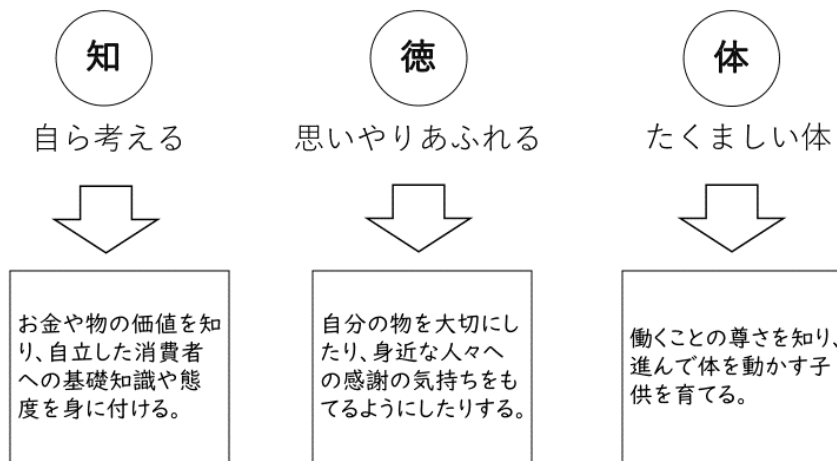 知
自ら考える
お金や物の価値を知
り、自立した消費者
への基礎知識や態
度を身に付ける。
徳
思いやりあふれる
自分の物を大切にし
たり、身近な人々へ
の感謝の気持ちをも
てるようにしたりする。
体
たくましい体
働くことの尊さを知り、
進んで体を動かす子
供を育てる。